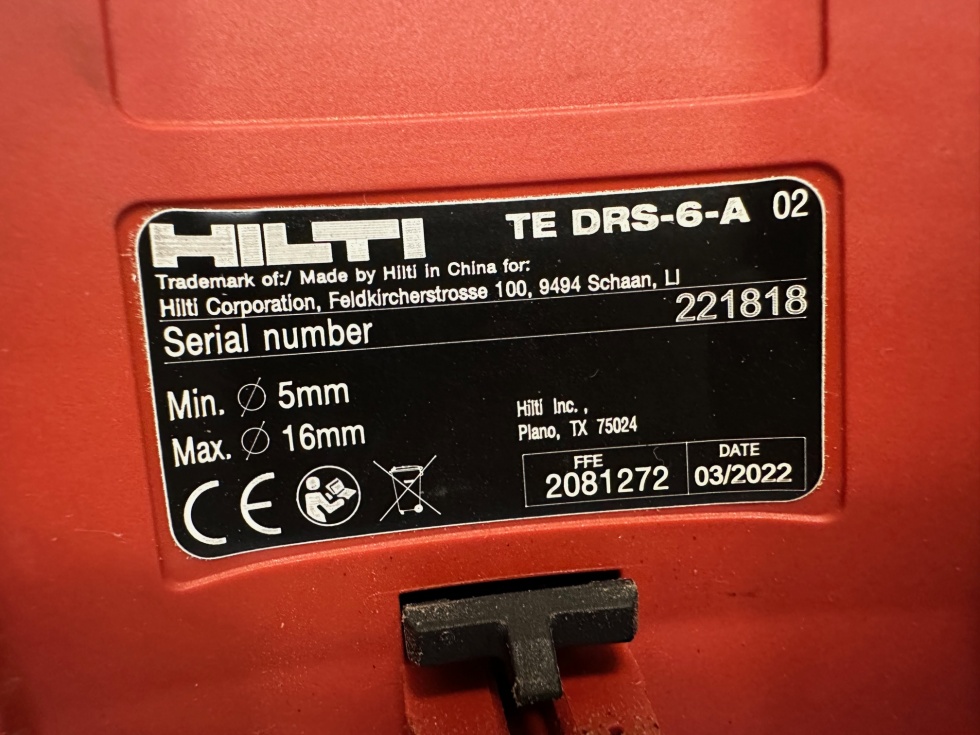 HILTI TE DRS-6-A 02
Trademark of:/ Made by Hilti in China for:
Hilti Corporation, Feldkircherstrosse 100, 9494 Schaan, LI
Serial number 221818
Min. ∅ 5mm
Max. ∅ 16mm
Hilti Inc.,
Plano, TX 75024
CE
FFE
2081272
DATE
03/2022